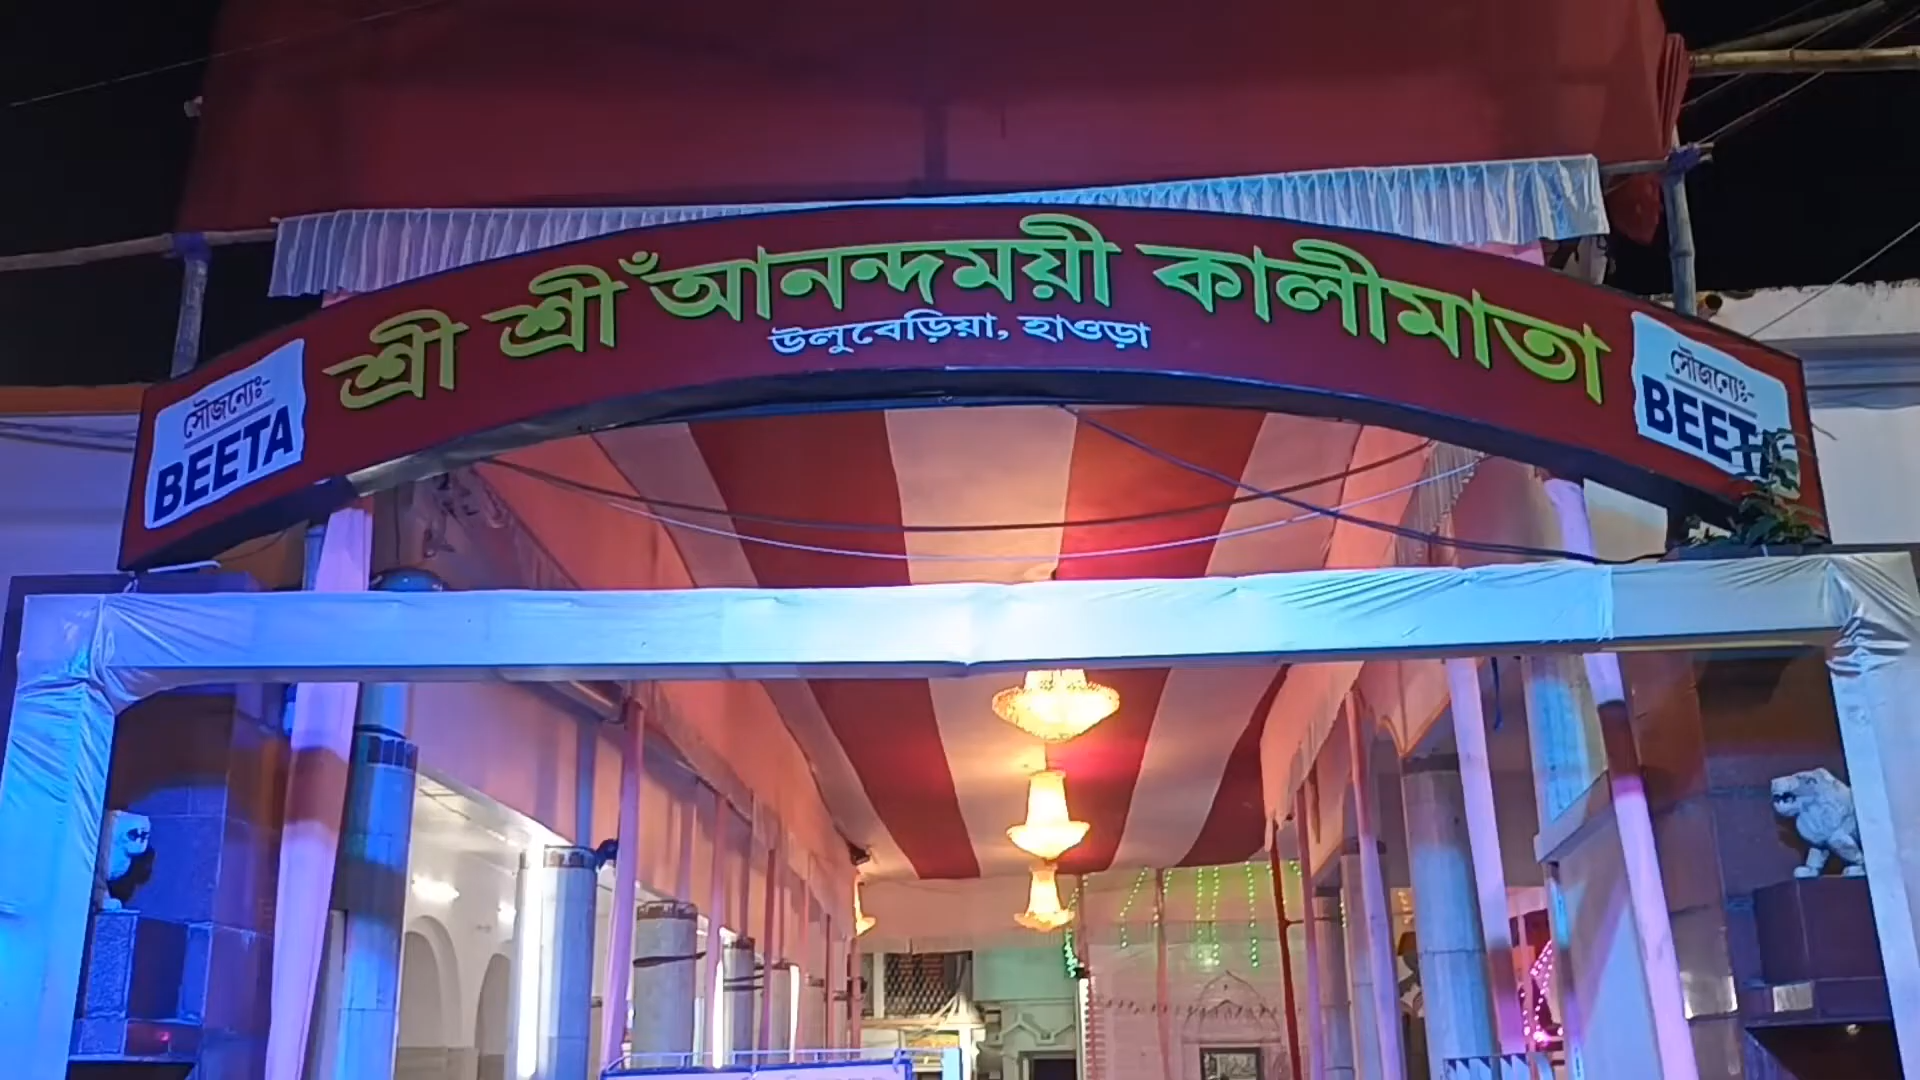 শ্রী শ্রীঁআনন্দময়ী কালীমাতা
উলুবেড়িয়া, হাওড়া
সৌজন্যেঃ-
BEETA
সৌজন্যেঃ-
BEETA